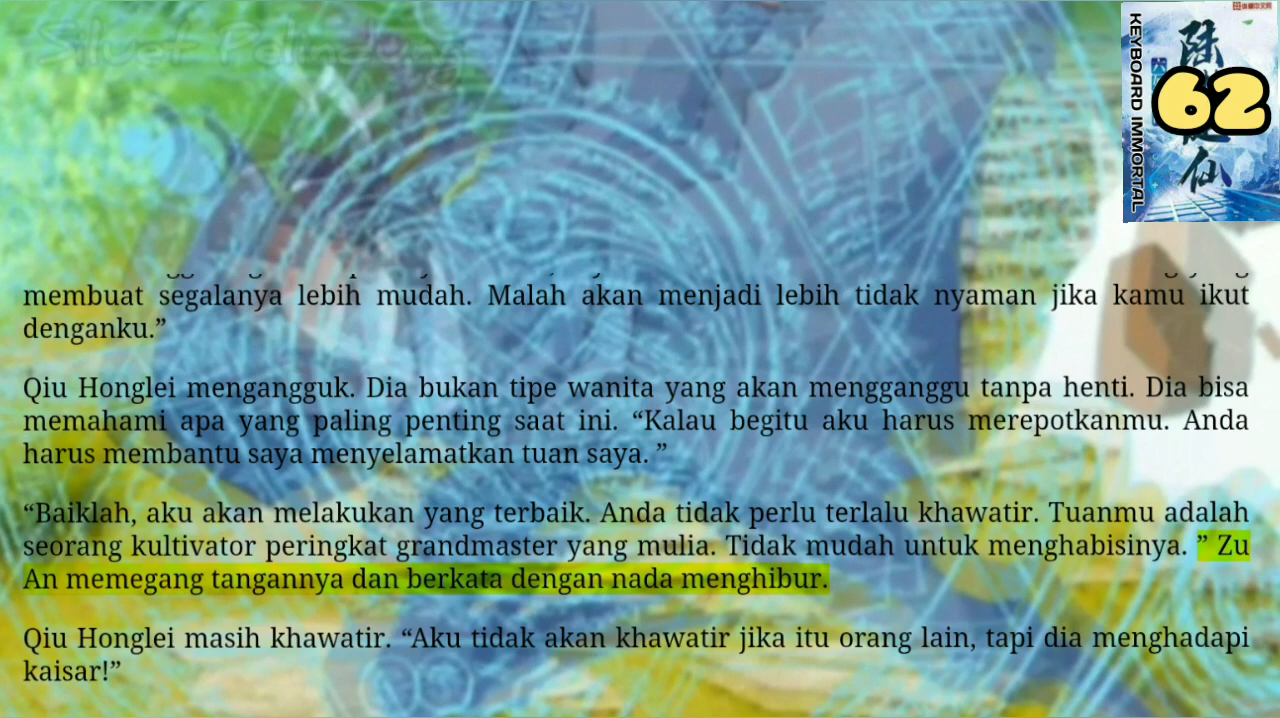 Silver
KEYBOARD IMMORTAL
陆
仙
62
membuat segalanya lebih mudah. Malah akan menjadi lebih tidak nyaman jika kamu ikut
denganku.”
Qiu Honglei mengangguk. Dia bukan tipe wanita yang akan mengganggu tanpa henti. Dia bisa
memahami apa yang paling penting saat ini. “Kalau begitu aku harus merepotkanmu. Anda
harus membantu saya menyelamatkan tuan saya. ”
“Baiklah, aku akan melakukan yang terbaik. Anda tidak perlu terlalu khawatir. Tuanmu adalah
seorang kultivator peringkat grandmaster yang mulia. Tidak mudah untuk menghabisinya. ” Zu
An memegang tangannya dan berkata dengan nada menghibur.
Qiu Honglei masih khawatir. “Aku tidak akan khawatir jika itu orang lain, tapi dia menghadapi
kaisar!”